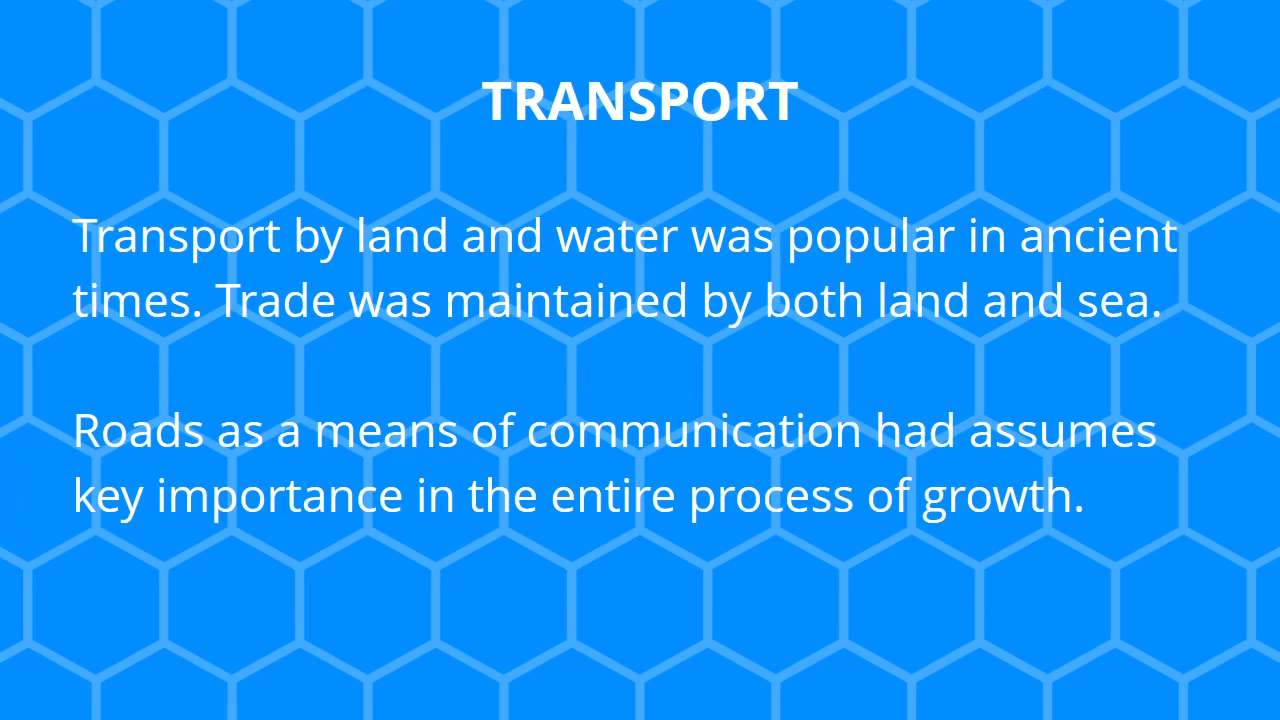 TRANSPORT
Transport by land and water was popular in ancient
times. Trade was maintained by both land and sea.
Roads as a means of communication had assumes
key importance in the entire process of growth.